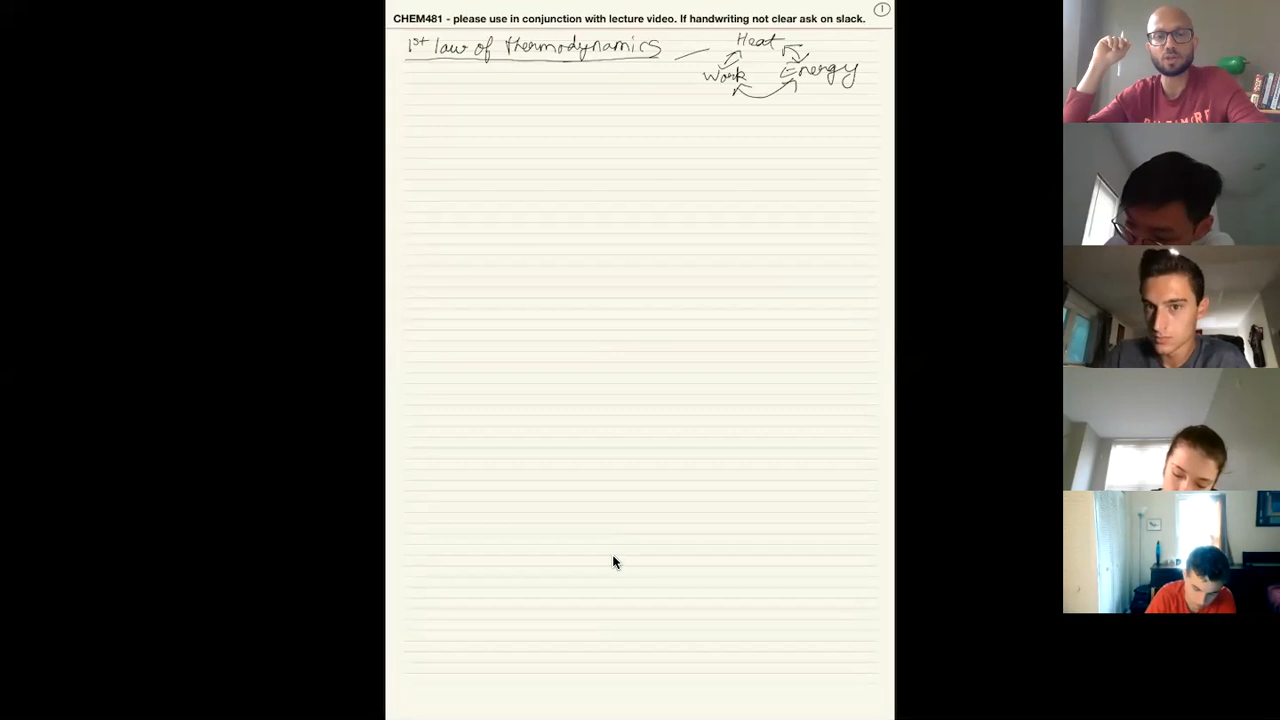 1
CHEM481 - please use in conjunction with lecture video. If handwriting not clear ask on slack.
1st law of thermodynamics
Heat
Work Energy